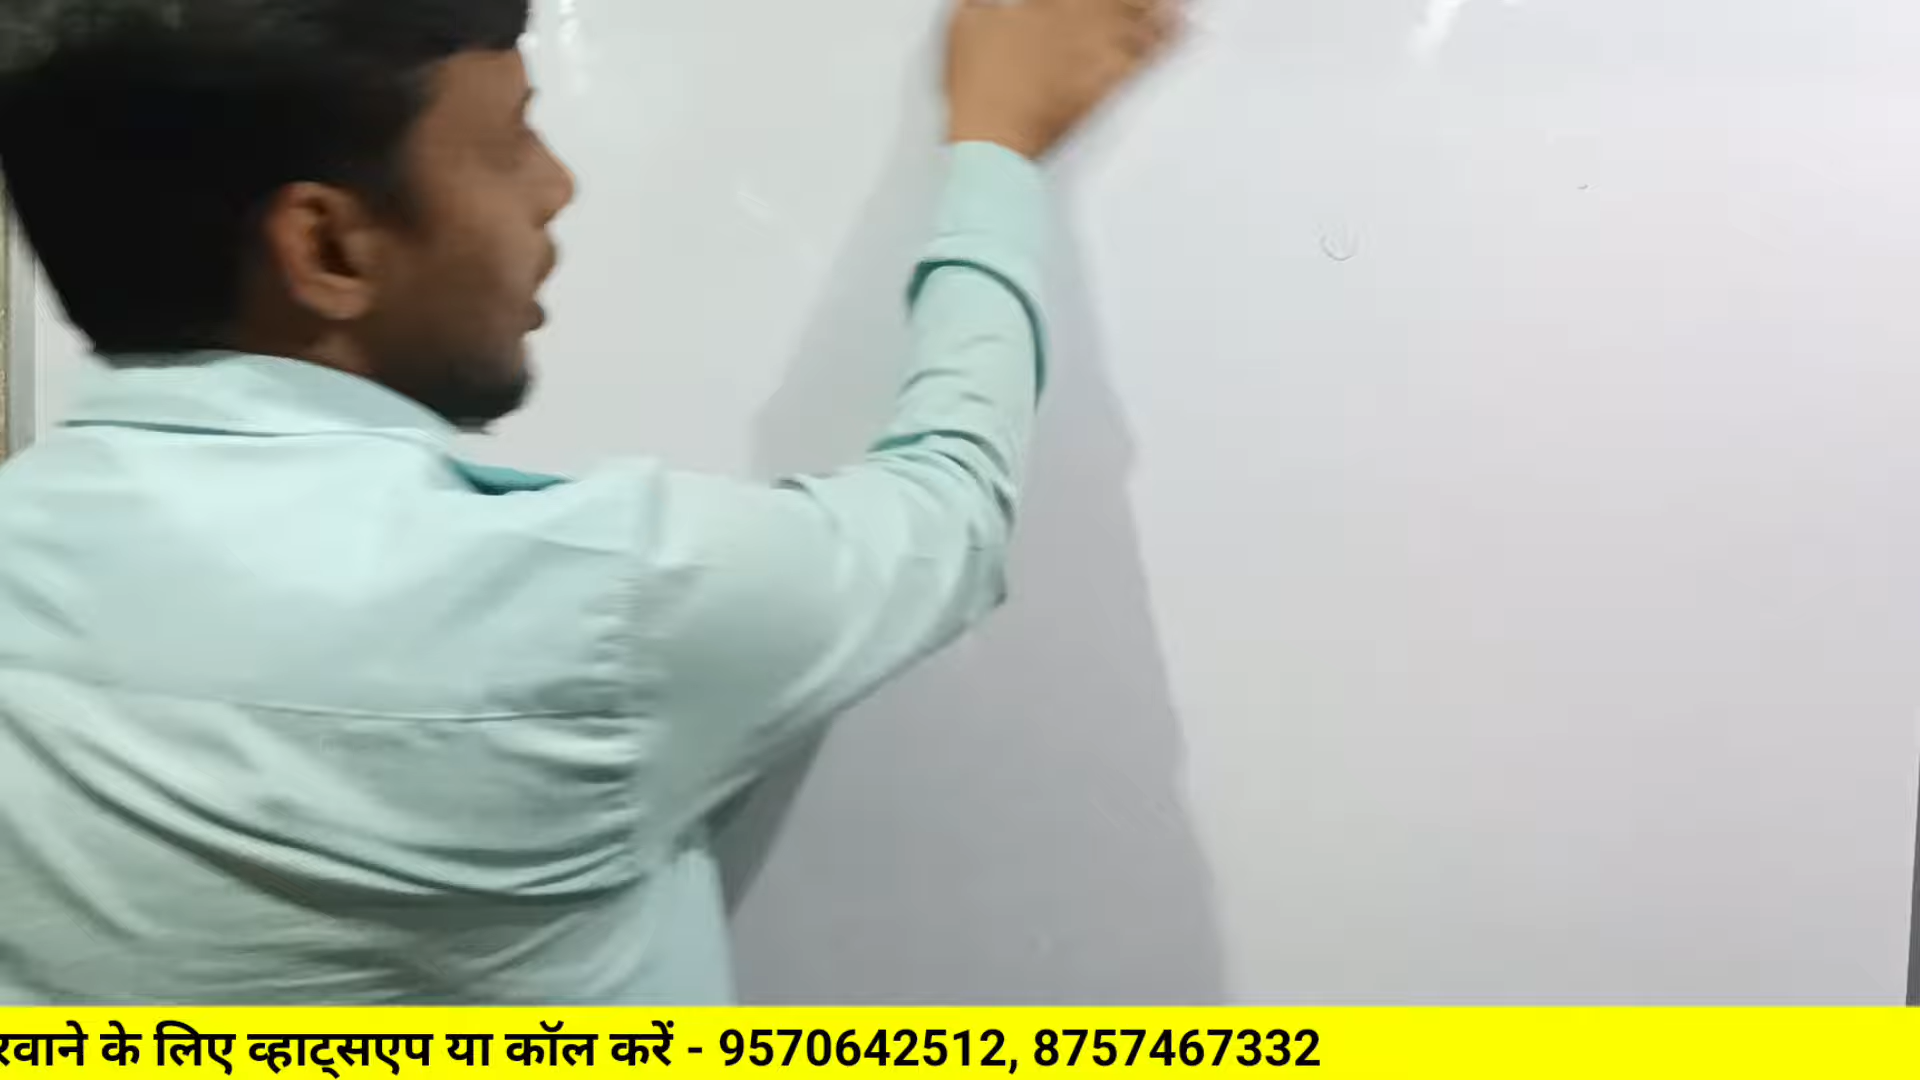 रवाने के लिए व्हाट्सएप या कॉल करें - 9570642512, 8757467332